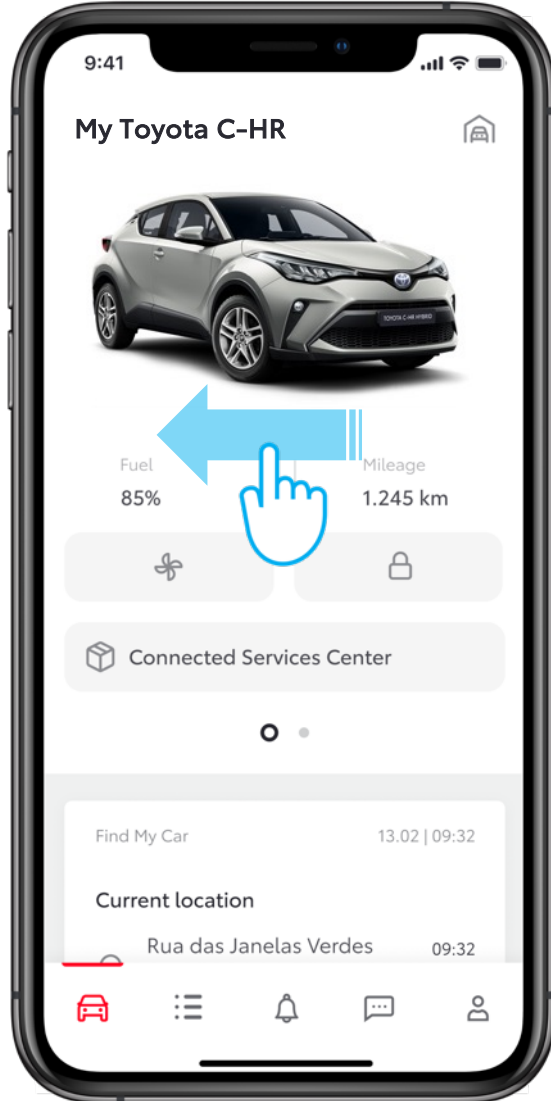 9:41
My Toyota C-HR
TOYOTA C-HR HYBRID
Fuel Mileage
85% 1.245 km
Connected Services Center
Find My Car 13.02 | 09:32
Current location
Rua das Janelas Verdes 09:32